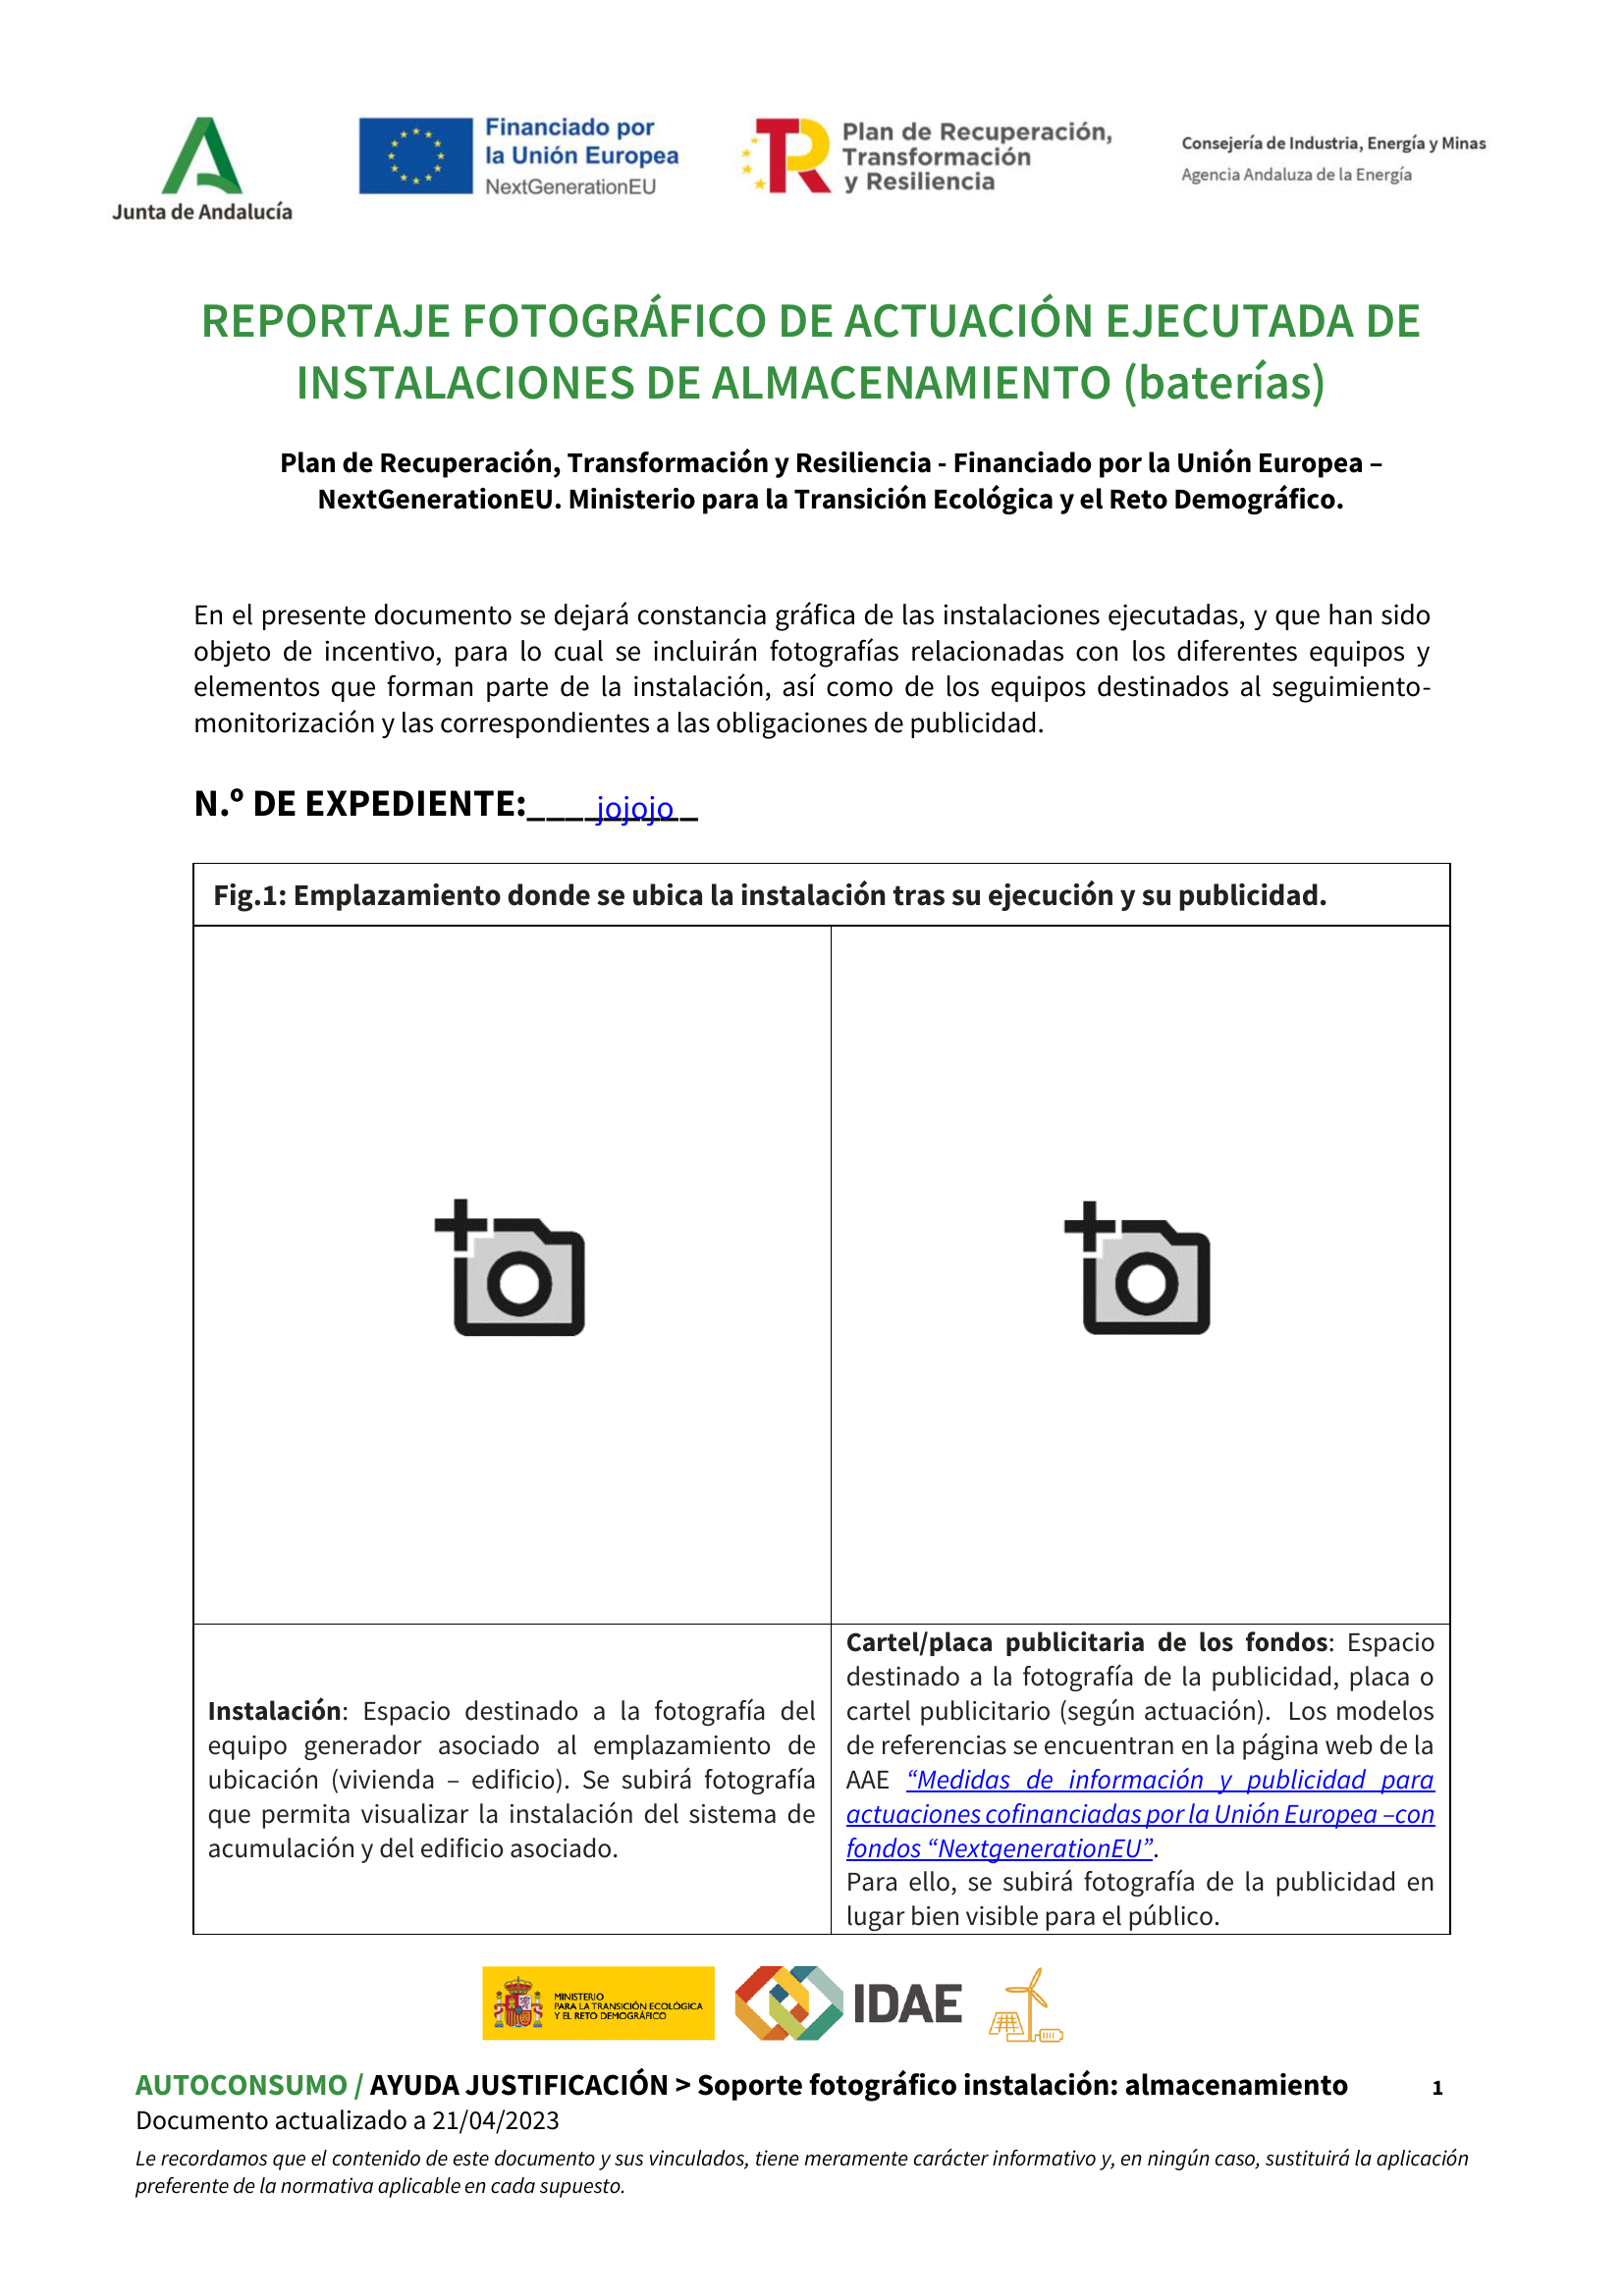 Junta de Andalucía
Financiado por
la Unión Europea
NextGenerationEU
Plan de Recuperación,
Transformación
y Resiliencia
Consejería de Industria, Energía y Minas
Agencia Andaluza de la Energía
REPORTAJE FOTOGRÁFICO DE ACTUACIÓN EJECUTADA DE
INSTALACIONES DE ALMACENAMIENTO (baterías)
Plan de Recuperación, Transformación y Resiliencia - Financiado por la Unión Europea –
NextGenerationEU. Ministerio para la Transición Ecológica y el Reto Demográfico.
En el presente documento se dejará constancia gráfica de las instalaciones ejecutadas, y que han sido
objeto de incentivo, para lo cual se incluirán fotografías relacionadas con los diferentes equipos y
elementos que forman parte de la instalación, así como de los equipos destinados al seguimiento-
monitorización y las correspondientes a las obligaciones de publicidad.
N.º DE EXPEDIENTE:_________ jojojo
Fig.1: Emplazamiento donde se ubica la instalación tras su ejecución y su publicidad.
Instalación: Espacio destinado a la fotografía del
equipo generador asociado al emplazamiento de
ubicación (vivienda – edificio). Se subirá fotografía
que permita visualizar la instalación del sistema de
acumulación y del edificio asociado.
Cartel/placa publicitaria de los fondos: Espacio
destinado a la fotografía de la publicidad, placa o
cartel publicitario (según actuación). Los modelos
de referencias se encuentran en la página web de la
AAE “Medidas de información y publicidad para
actuaciones cofinanciadas por la Unión Europea –con
fondos “NextgenerationEU”.
Para ello, se subirá fotografía de la publicidad en
lugar bien visible para el público.
MINISTERIO
PARA LA TRANSICIÓN ECOLÓGICA
Y EL RETO DEMOGRÁFICO
IDAE
AUTOCONSUMO / AYUDA JUSTIFICACIÓN > Soporte fotográfico instalación: almacenamiento 1
Documento actualizado a 21/04/2023
Le recordamos que el contenido de este documento y sus vinculados, tiene meramente carácter informativo y, en ningún caso, sustituirá la aplicación
preferente de la normativa aplicable en cada supuesto.